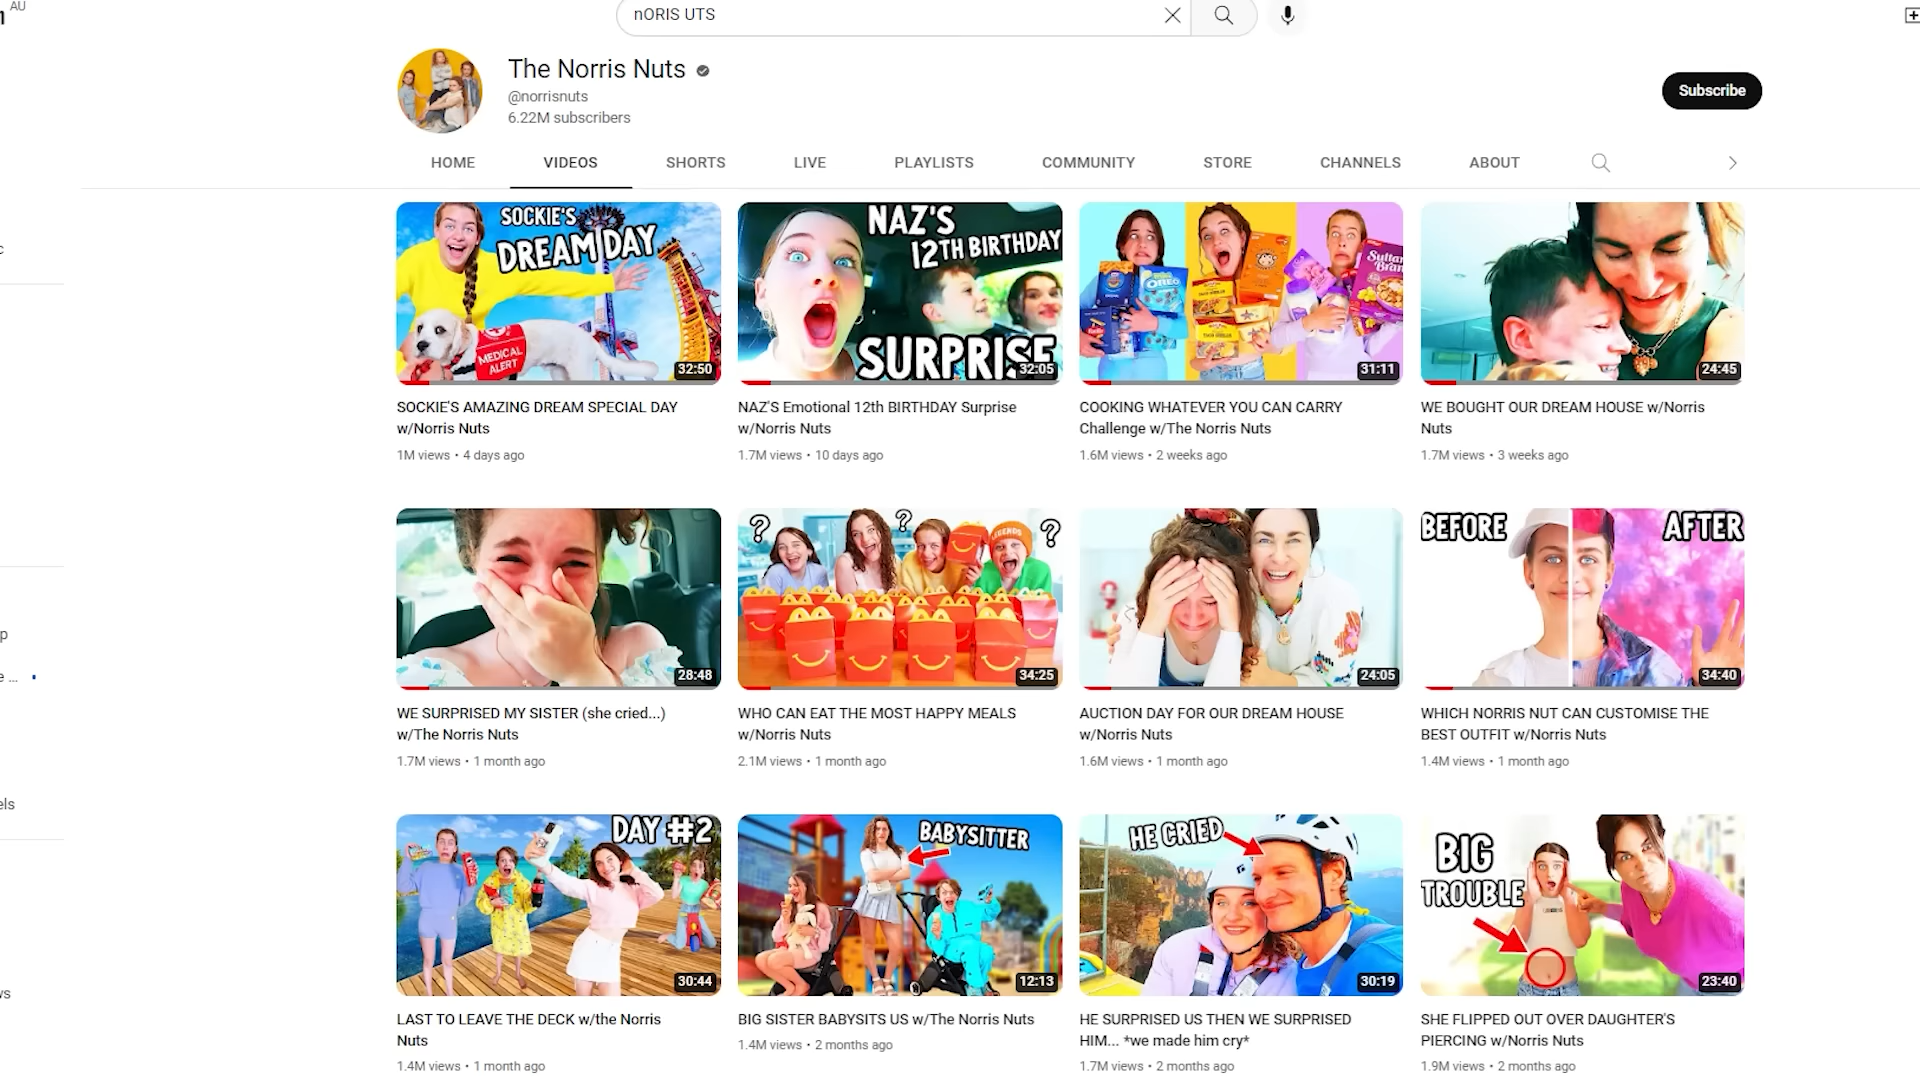 AU
nORIS UTS
The Norris Nuts
@norrisnuts
6.22M subscribers
Subscribe
HOME VIDEOS SHORTS LIVE PLAYLISTS COMMUNITY STORE CHANNELS ABOUT
SOCKIE'S
DREAM DAY
MEDICAL
ALERT
32:50
NAZ'S
12TH BIRTHDAY
SURPRISE
32:05
OREO
Sultana
Bran
31:11
24:45
SOCKIE'S AMAZING DREAM SPECIAL DAY
w/Norris Nuts
1M views • 4 days ago
NAZ'S Emotional 12th BIRTHDAY Surprise
w/Norris Nuts
1.7M views • 10 days ago
COOKING WHATEVER YOU CAN CARRY
Challenge w/The Norris Nuts
1.6M views • 2 weeks ago
WE BOUGHT OUR DREAM HOUSE w/Norris
Nuts
1.7M views • 3 weeks ago
28:48
? ? ?
34:25
24:05
BEFORE AFTER
34:40
WE SURPRISED MY SISTER (she cried...)
w/The Norris Nuts
1.7M views • 1 month ago
WHO CAN EAT THE MOST HAPPY MEALS
w/Norris Nuts
2.1M views • 1 month ago
AUCTION DAY FOR OUR DREAM HOUSE
w/Norris Nuts
1.6M views • 1 month ago
WHICH NORRIS NUT CAN CUSTOMISE THE
BEST OUTFIT w/Norris Nuts
1.4M views • 1 month ago
DAY #2
30:44
BABYSITTER
12:13
HE CRIED
30:19
BIG
TROUBLE
23:40
LAST TO LEAVE THE DECK w/the Norris
Nuts
1.4M views • 1 month ago
BIG SISTER BABYSITS US w/The Norris Nuts
1.4M views • 2 months ago
HE SURPRISED US THEN WE SURPRISED
HIM... *we made him cry*
1.7M views • 2 months ago
SHE FLIPPED OUT OVER DAUGHTER'S
PIERCING w/Norris Nuts
1.9M views • 2 months ago